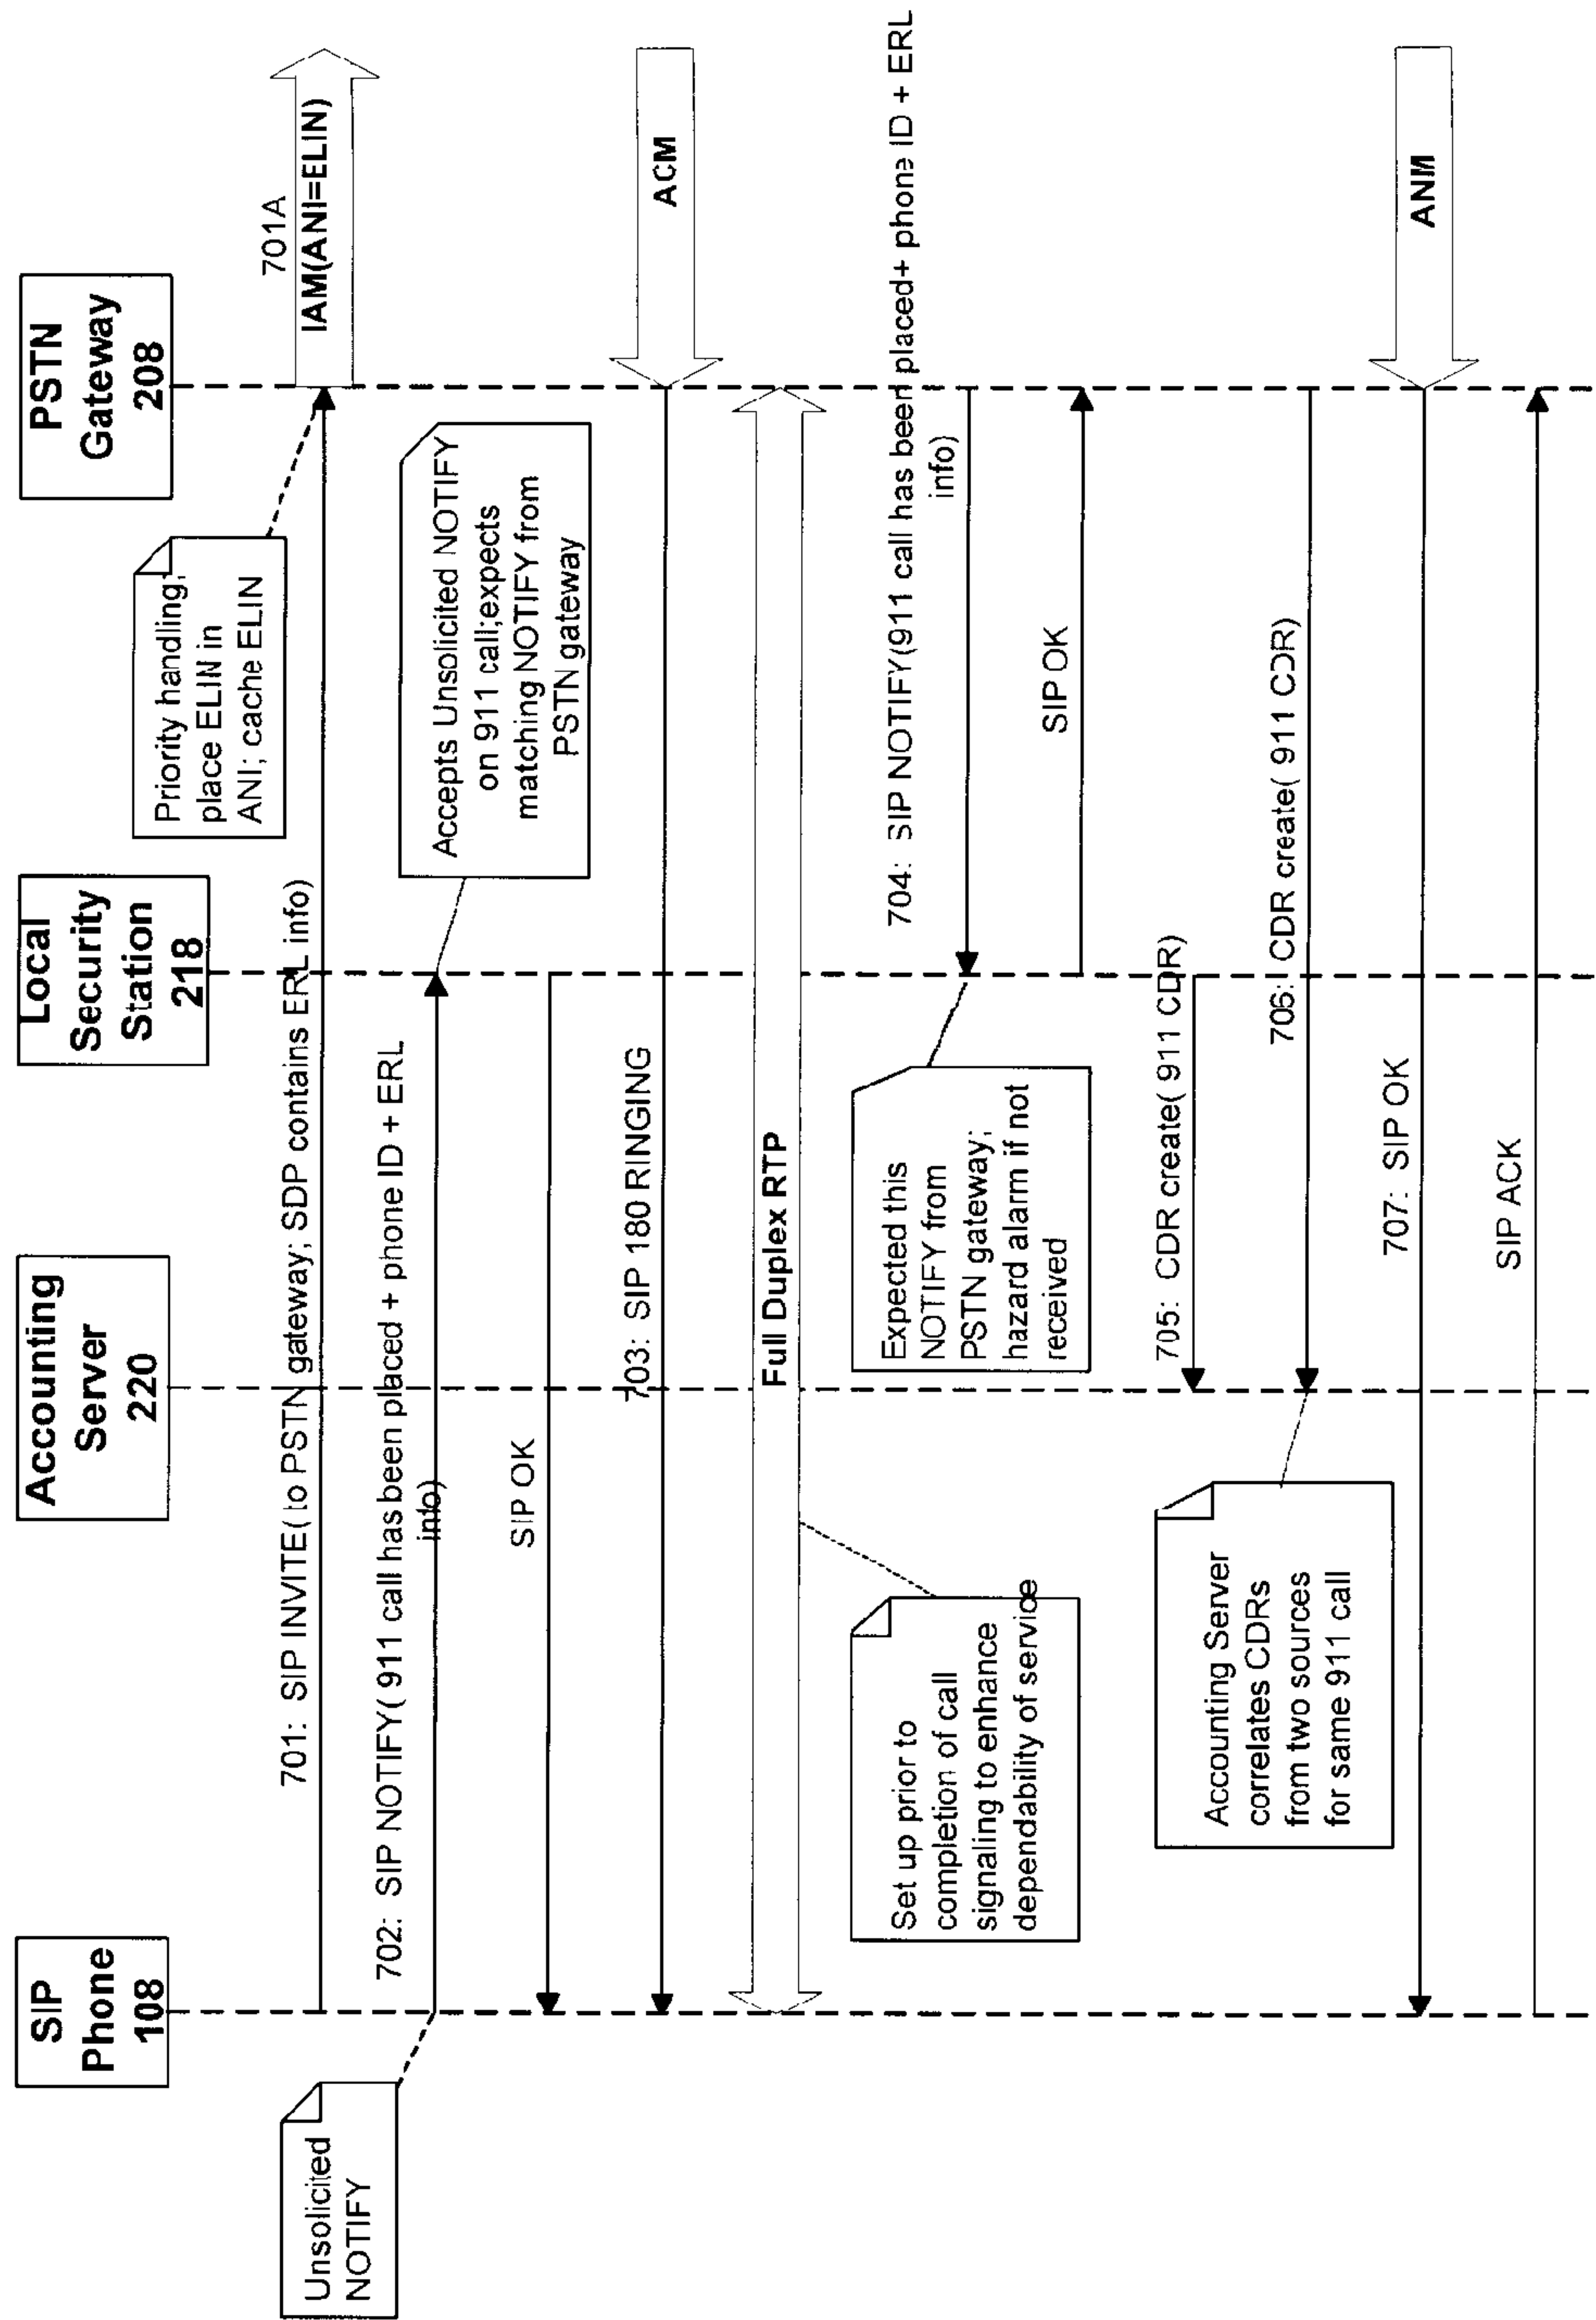 SIP
Phone
108
Accounting
Server
220
Local
Security
Station
218
PSTN
Gateway
208
701A
IAM(ANI=ELIN)
Priority handling;
place ELIN in
ANI; cache ELIN
701: SIP INVITE(to PSTN gateway; SDP contains ERL info)
Unsolicited
NOTIFY
702: SIP NOTIFY( 911 call has been placed + phone ID + ERL
info)
Accepts Unsolicited NOTIFY
on 911 call;expects
matching NOTIFY from
PSTN gateway
SIP OK
703: SIP 180 RINGING
ACM
Full Duplex RTP
Set up prior to
completion of call
signaling to enhance
dependability of service
704: SIP NOTIFY(911 call has been placed+ phone ID + ERL
info)
Expected this
NOTIFY from
PSTN gateway;
hazard alarm if not
received
SIP OK
705: CDR create( 911 CDR)
706: CDR create( 911 CDR)
Accounting Server
correlates CDRs
from two sources
for same 911 call
707: SIP OK
ANM
SIP ACK